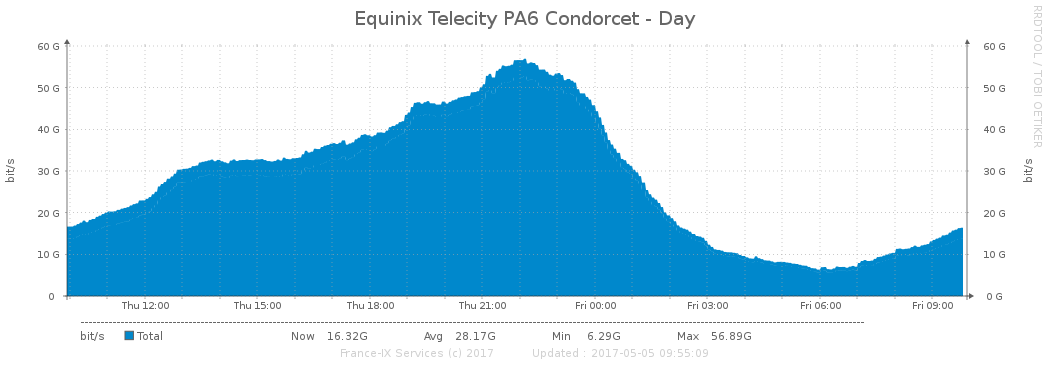 Equinix Telecity PA6 Condorcet - Day
RRDTOOL / TOBI OETIKER
60 G 60 G
50 G 50 G
40 G 40 G
30 G 30 G
20 G 20 G
10 G 10 G
0 0 G
bit/s
bit/s
Thu 12:00 Thu 15:00 Thu 18:00 Thu 21:00 Fri 00:00 Fri 03:00 Fri 06:00 Fri 09:00
bit/s Total Now 16.32G Avg 28.17G Min 6.29G Max 56.89G
France-IX Services (c) 2017 Updated : 2017-05-05 09:55:09